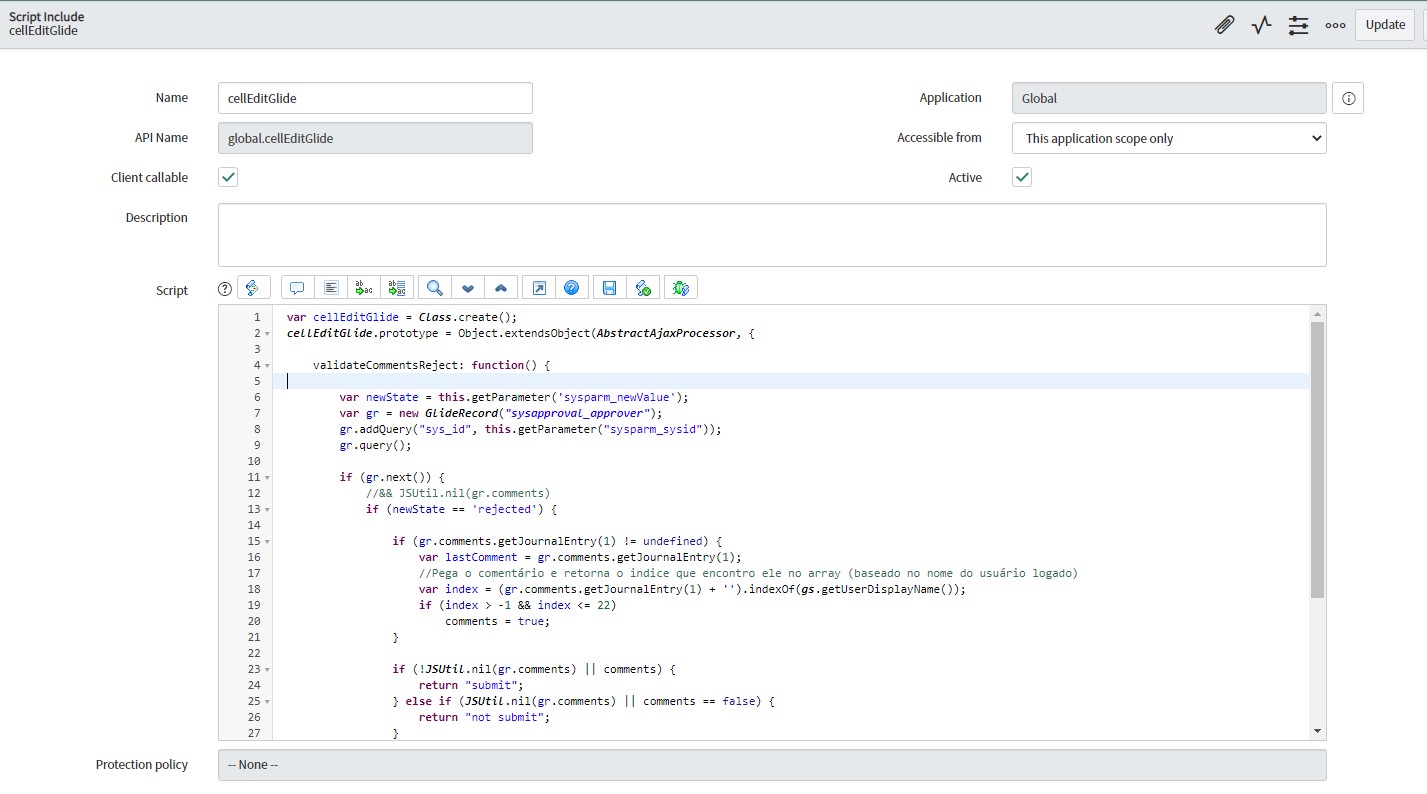 Script Include
cellEditGlide
Update
Name
cellEditGlide
Application
Global
API Name
global.cellEditGlide
Accessible from
This application scope only
Client callable
Active
Description
Script
1 var cellEditGlide = Class.create();
2 cellEditGlide.prototype = Object.extendsObject(AbstractAjaxProcessor, {
3
4 validateCommentsReject: function() {
5
6 var newState = this.getParameter('sysparm_newValue');
7 var gr = new GlideRecord("sysapproval_approver");
8 gr.addQuery("sys_id", this.getParameter("sysparm_sysid"));
9 gr.query();
10
11 if (gr.next()) {
12 //&& JSUtil.nil(gr.comments)
13 if (newState == 'rejected') {
14
15 if (gr.comments.getJournalEntry(1) != undefined) {
16 var lastComment = gr.comments.getJournalEntry(1);
17 //Pega o comentário e retorna o indice que encontro ele no array (baseado no nome do usuário logado)
18 var index = (gr.comments.getJournalEntry(1) + '').indexOf(gs.getUserDisplayName());
19 if (index > -1 && index <= 22)
20 comments = true;
21 }
22
23 if (!JSUtil.nil(gr.comments) || comments) {
24 return "submit";
25 } else if (JSUtil.nil(gr.comments) || comments == false) {
26 return "not submit";
27 }
Protection policy
-- None --